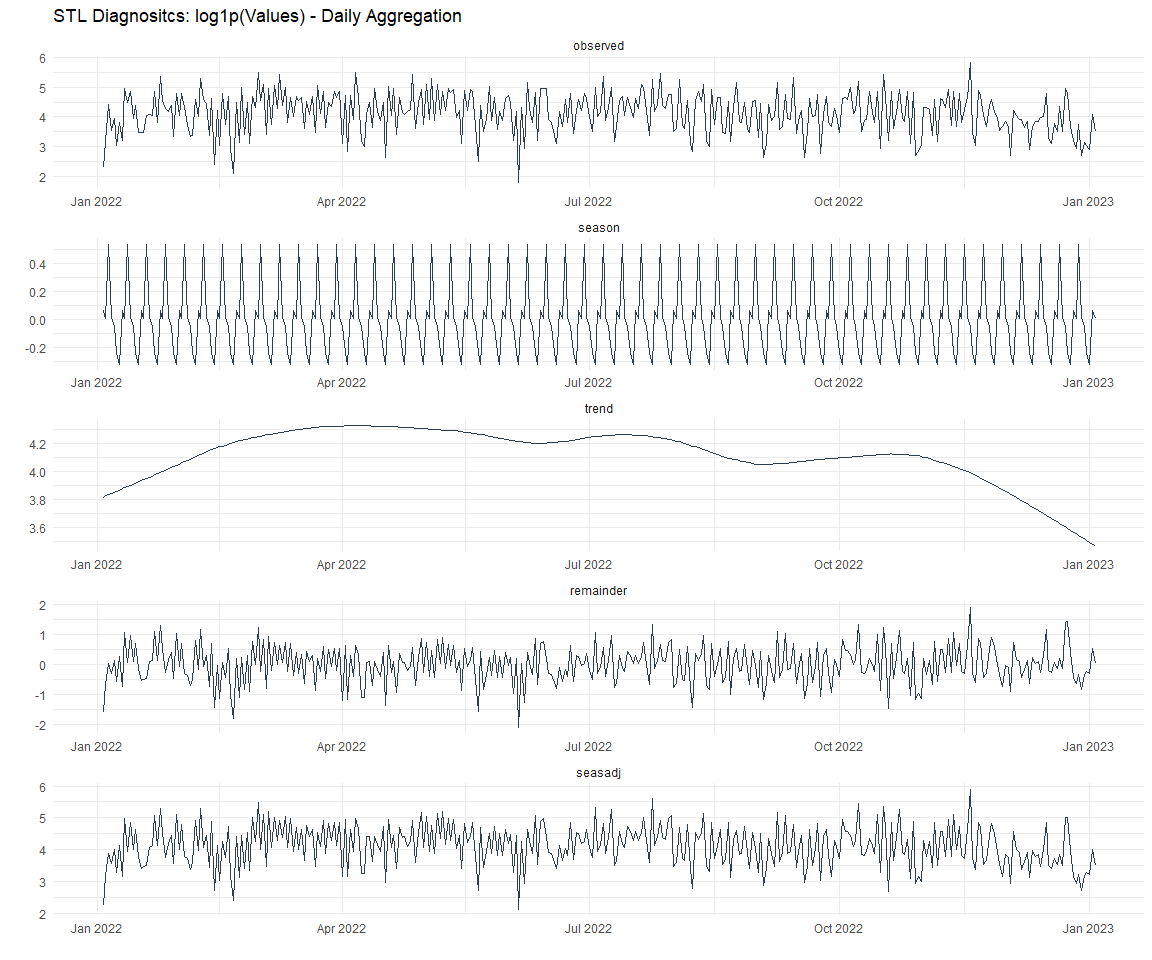 STL Diagnositcs: log1p(Values) - Daily Aggregation
observed
6
5
4
3
2
Jan 2022 Apr 2022 Jul 2022 Oct 2022 Jan 2023
season
0.4
0.2
0.0
-0.2
Jan 2022 Apr 2022 Jul 2022 Oct 2022 Jan 2023
trend
4.2
4.0
3.8
3.6
Jan 2022 Apr 2022 Jul 2022 Oct 2022 Jan 2023
remainder
2
1
0
-1
-2
Jan 2022 Apr 2022 Jul 2022 Oct 2022 Jan 2023
seasadj
6
5
4
3
2
Jan 2022 Apr 2022 Jul 2022 Oct 2022 Jan 2023